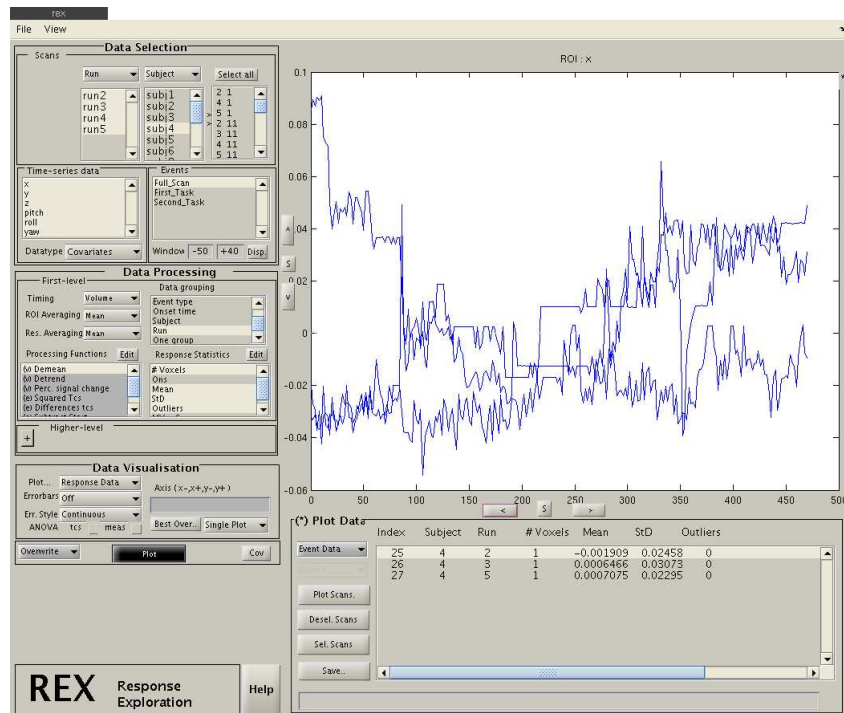 rex
File View
Data Selection
Scans
Run Subject Select all
run2
run3
run4
run5
subj1
subj2
subj3
subj4
subj5
subj6
2 1
4 1
> 5 1
> 2 11
3 11
4 11
5 11
Time-series data
x
y
z
pitch
roll
yaw
Datatype Covariates
Events
Full_Scan
First_Task
Second_Task
Window -50 +40 Disp.
Data Processing
First-level
Timing Volume
ROI Averaging Mean
Res. Averaging Mean
Data grouping
Event type
Onset time
Subject
Run
One group
Processing Functions Edit
(v) Demean
(v) Detrend
(v) Perc. signal change
(e) Squared Tcs
(e) Differences tcs
Response Statistics Edit
# Voxels
Ons
Mean
StD
Outliers
Higher-level
+
Data Visualisation
Plot... Response Data
Errorbars Off
Err. Style Continuous
ANOVA tcs meas
Axis (x-,x+,y-,y+)
Best Over.. Single Plot
Overwrite Plot Cov
REX Response Exploration
Help
ROI : x
0.1
0.08
0.06
0.04
0.02
0
-0.02
-0.04
-0.06
0 50 100 150 200 250 300 350 400 450 500
^
S
v
< S >
(*) Plot Data
Event Data
Plot Scans.
Desel. Scans
Sel. Scans
Save..
Index Subject Run # Voxels Mean StD Outliers
25 4 2 1 -0.001909 0.02458 0
26 4 3 1 0.0006466 0.03073 0
27 4 5 1 0.0007075 0.02295 0